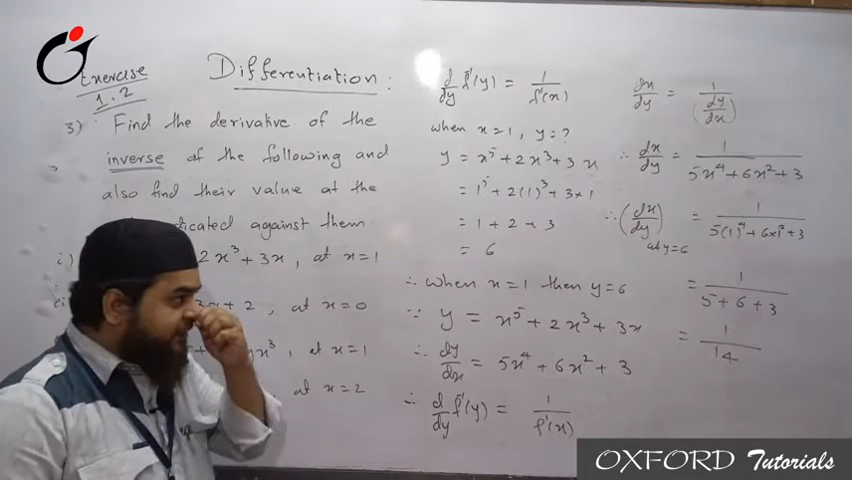 Exercise
1.2
Differentiation :
3) Find the derivative of the
inverse of the following and
also find their value at the
indicated against them
i) 2x³ + 3x , at x=1
3x + 2 , at x=0
x³ , at x=1
at x=2
d/dy f⁻¹(y) = 1/f'(x)
when x=1, y=?
y = x⁵ + 2x³ + 3x
= 1⁵ + 2(1)³ + 3×1
= 1 + 2 + 3
= 6
∴ when x=1 then y=6
∵ y = x⁵ + 2x³ + 3x
∴ dy/dx = 5x⁴ + 6x² + 3
∴ d/dy f⁻¹(y) = 1/f'(x)
dx/dy = 1/(dy/dx)
∴ dx/dy = 1/5x⁴+6x²+3
∴ (dx/dy) at y=6 = 1/5(1)⁴+6×1²+3
= 1/5+6+3
= 1/14
OXFORD Tutorials